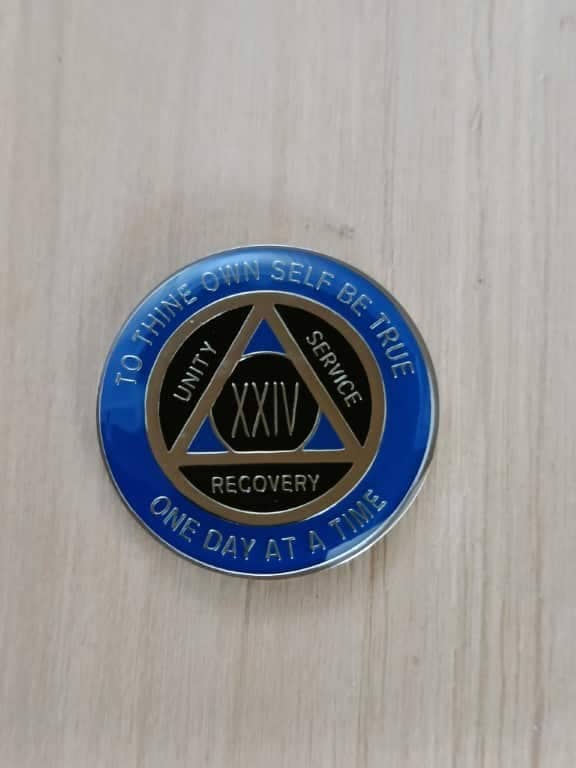 TO THINE OWN SELF BE TRUE
UNITY
SERVICE
XXIV
RECOVERY
ONE DAY AT A TIME